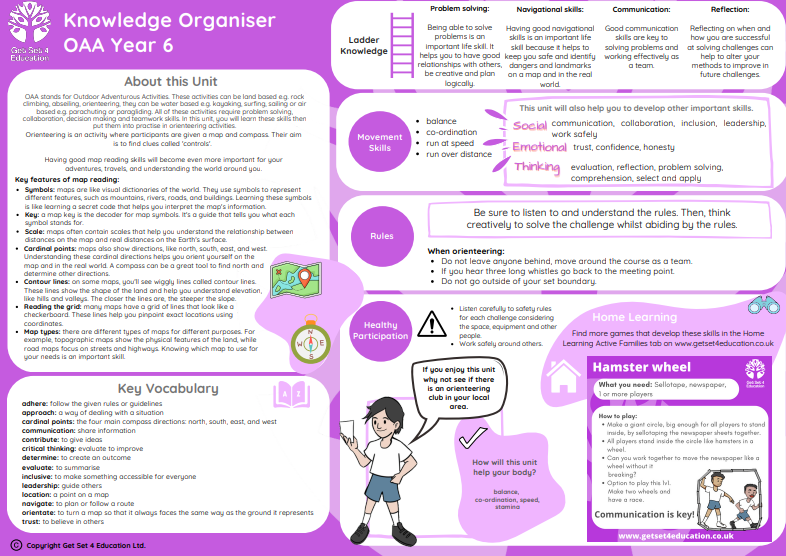 Get Set 4
Education
Knowledge Organiser
OAA Year 6
About this Unit
OAA stands for Outdoor Adventurous Activities. These activities can be land based e.g. rock
climbing, abseiling, orienteering, they can be water based e.g. kayaking, surfing, sailing or air
based e.g. parachuting or paragliding. All of these activities require problem solving,
collaboration, decision making and teamwork skills. In this unit, you will learn these skills then
put them into practise in orienteering activities.
Orienteering is an activity where participants are given a map and compass. Their aim
is to find clues called 'controls'.
Having good map reading skills will become even more important for your
adventures, travels, and understanding the world around you.
Key features of map reading:
• Symbols: maps are like visual dictionaries of the world. They use symbols to represent
different features, such as mountains, rivers, roads, and buildings. Learning these symbols
is like learning a secret code that helps you interpret the map's information.
• Key: a map key is the decoder for map symbols. It's a guide that tells you what each
symbol stands for.
• Scale: maps often contain scales that help you understand the relationship between
distances on the map and real distances on the Earth's surface.
• Cardinal points: maps also show directions, like north, south, east, and west.
Understanding these cardinal directions helps you orient yourself on the
map and in the real world. A compass can be a great tool to find north and
determine other directions.
• Contour lines: on some maps, you'll see wiggly lines called contour lines.
These lines show the shape of the land and help you understand elevation,
like hills and valleys. The closer the lines are, the steeper the slope.
• Reading the grid: many maps have a grid of lines that look like a
checkerboard. These lines help you pinpoint exact locations using
coordinates.
• Map types: there are different types of maps for different purposes. For
example, topographic maps show the physical features of the land, while
road maps focus on streets and highways. Knowing which map to use for
your needs is an important skill.
N
E
S
W
Key Vocabulary
A Z
adhere: follow the given rules or guidelines
approach: a way of dealing with a situation
cardinal points: the four main compass directions: north, south, east, and west
communication: share information
contribute: to give ideas
critical thinking: evaluate to improve
determine: to create an outcome
evaluate: to summarise
inclusive: to make something accessible for everyone
leadership: guide others
location: a point on a map
navigate: to plan or follow a route
orientate: to turn a map so that it always faces the same way as the ground it represents
trust: to believe in others
© Copyright Get Set 4 Education Ltd.
Ladder
Knowledge
Problem solving:
Being able to solve
problems is an
important life skill. It
helps you to have good
relationships with others,
be creative and plan
logically.
Navigational skills:
Having good navigational
skills is an important life
skill because it helps to
keep you safe and identify
dangers and landmarks
on a map and in the real
world.
Communication:
Good communication
skills are key to
solving problems and
working effectively as
a team.
Reflection:
Reflecting on when and
how you are successful
at solving challenges can
help to alter your
methods to improve in
future challenges.
Movement
Skills
• balance
• co-ordination
• run at speed
• run over distance
This unit will also help you to develop other important skills.
Social communication, collaboration, inclusion, leadership,
work safely
Emotional trust, confidence, honesty
Thinking evaluation, reflection, problem solving,
comprehension, select and apply
Rules
Be sure to listen to and understand the rules. Then, think
creatively to solve the challenge whilst abiding by the rules.
When orienteering:
• Do not leave anyone behind, move around the course as a team.
• If you hear three long whistles go back to the meeting point.
• Do not go outside of your set boundary.
Healthy
Participation
• Listen carefully to safety rules
for each challenge considering
the space, equipment and other
people.
• Work safely around others.
If you enjoy this unit
why not see if there
is an orienteering
club in your local
area.
How will this unit
help your body?
balance,
co-ordination, speed,
stamina
Home Learning
Find more games that develop these skills in the Home
Learning Active Families tab on www.getset4education.co.uk
Hamster wheel
Get Set 4
Education
What you need: Sellotape, newspaper,
1 or more players
How to play:
• Make a giant circle, big enough for all players to stand
inside, by sellotaping the newspaper sheets together.
• All players stand inside the circle like hamsters in a
wheel.
• Can you work together to move the newspaper like a
wheel without it
breaking?
• Option to play this 1v1.
Make two wheels and
have a race.
Communication is key!
www.getset4education.co.uk